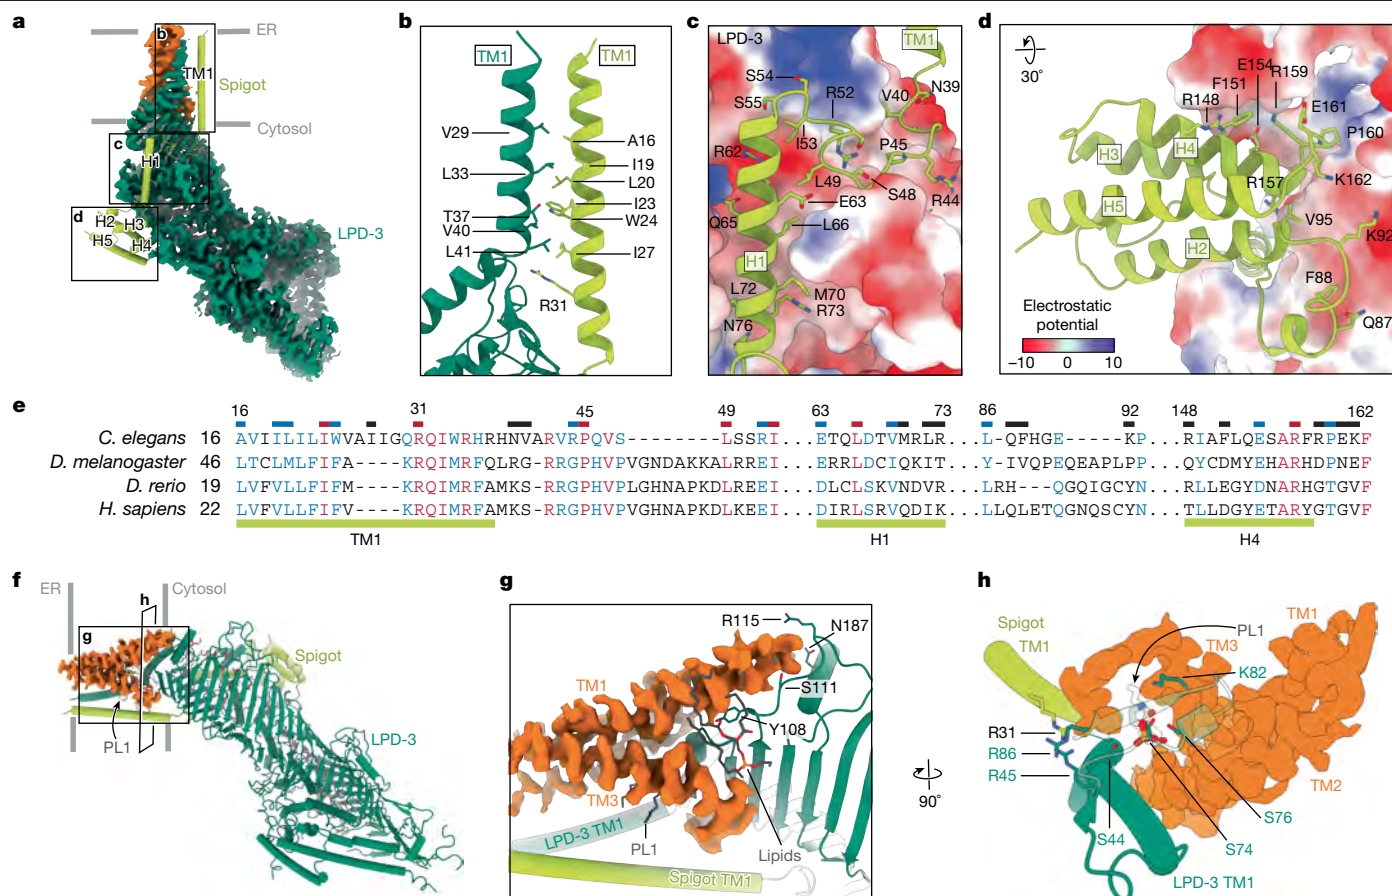 a
ER
b
TM1
Spigot
Cytosol
c
H1
d
H2
H3
H5
H4
LPD-3
b
TM1
TM1
V29
A16
I19
L33
L20
I23
T37
W24
V40
L41
I27
R31
c
LPD-3
TM1
S54
N39
S55
R52
V40
I53
P45
R62
L49
S48
E63
R44
Q65
L66
H1
L72
M70
R73
N76
d
30°
E154
R159
F151
R148
E161
P160
H3
H4
K162
R157
H5
V95
K92
H2
F88
Q87
Electrostatic
potential
−10 0 10
e
16 31 45 49 63 73 86 92 148 162
C. elegans 16 AVIILILIWVAIIGQRQIWRHRHNVARVRPQVS--------LSSRI...ETQLDTVMRLR...L-QFHGE----KP...RIAFLQESARFRPEKF
D. melanogaster 46 LTCLMLFIFA----KRQIMRFQLRG-RRGPHVPVGNDAKKALRREI...ERRLDCIQKIT...Y-IVQPEQEAPLPP...QYCDMYEHARHDPNEF
D. rerio 19 LVFVLLFIFM----KRQIMRFAMKS-RRGPHVPLGHNAPKDLREEI...DLCLSKVNDVR...LRH---QGQIGCYN...RLLEGYDNARHGTGVF
H. sapiens 22 LVFVLLFIFV----KRQIMRFAMKS-RRGPHVPVGHNAPKDLKEEI...DIRLSRVQDIK...LLQLETQGNQSCYN...TLLDGYETARYGTGVF
TM1 H1 H4
f
ER
Cytosol
h
g
Spigot
PL1
LPD-3
g
R115
N187
TM1
S111
Y108
TM3
LPD-3 TM1
PL1
Lipids
Spigot TM1
90°
h
Spigot
TM1
TM1
PL1
TM3
K82
R31
R86
R45
TM2
S76
S44
S74
LPD-3 TM1